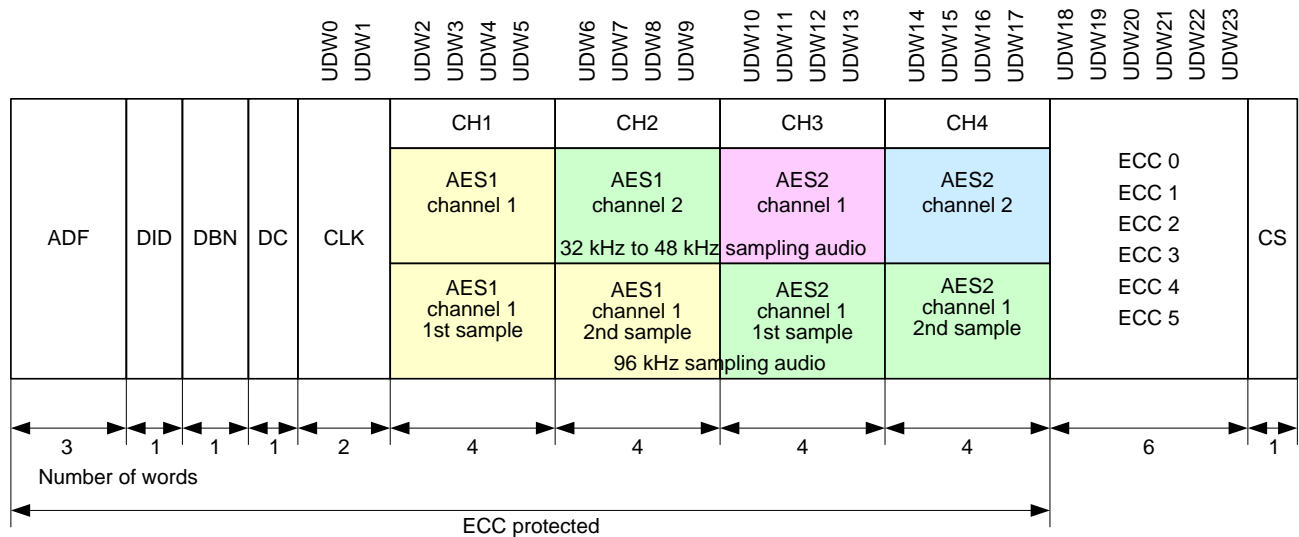 UDW0
UDW1
UDW2
UDW3
UDW4
UDW5
UDW6
UDW7
UDW8
UDW9
UDW10
UDW11
UDW12
UDW13
UDW14
UDW15
UDW16
UDW17
UDW18
UDW19
UDW20
UDW21
UDW22
UDW23
ADF
DID
DBN
DC
CLK
CH1
CH2
CH3
CH4
AES1
channel 1
AES1
channel 2
AES2
channel 1
AES2
channel 2
32 kHz to 48 kHz sampling audio
AES1
channel 1
1st sample
AES1
channel 1
2nd sample
AES2
channel 1
1st sample
AES2
channel 1
2nd sample
96 kHz sampling audio
ECC 0
ECC 1
ECC 2
ECC 3
ECC 4
ECC 5
CS
3
1
1
1
2
4
4
4
4
6
1
Number of words
ECC protected